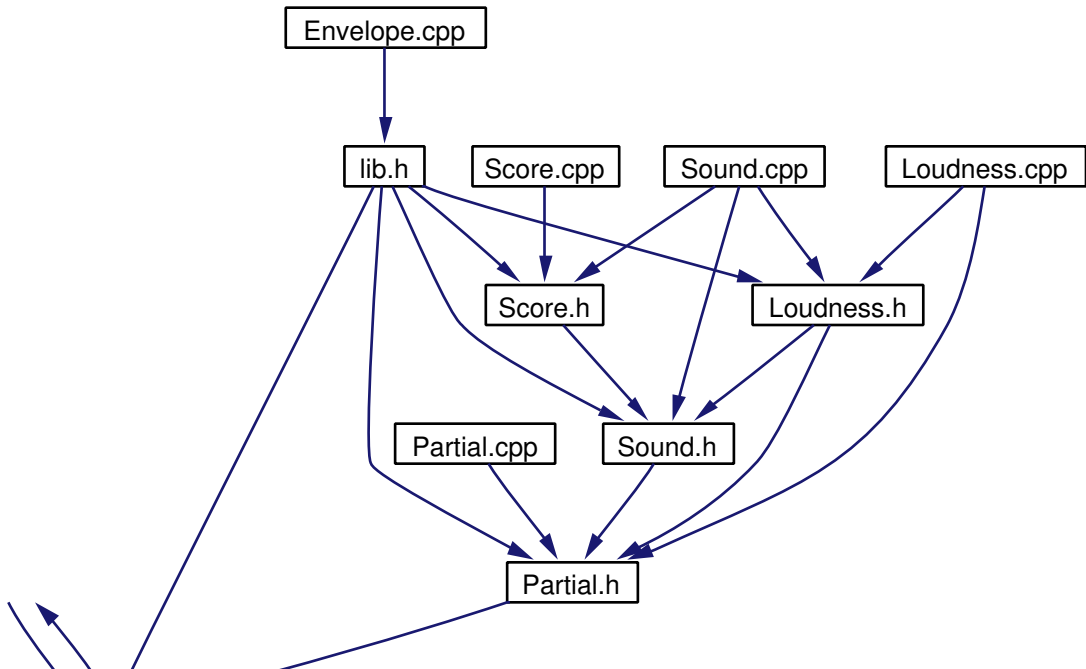 Envelope.cpp
lib.h
Score.cpp
Sound.cpp
Loudness.cpp
Score.h
Loudness.h
Partial.cpp
Sound.h
Partial.h